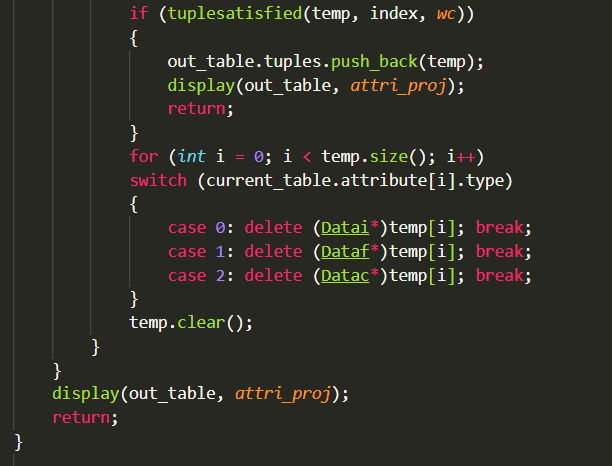 if (tuplesatisfied(temp, index, wc))
{
out_table.tuples.push_back(temp);
display(out_table, attri_proj);
return;
}
for (int i = 0; i < temp.size(); i++)
switch (current_table.attribute[i].type)
{
case 0: delete (Datai*)temp[i]; break;
case 1: delete (Dataf*)temp[i]; break;
case 2: delete (Datac*)temp[i]; break;
}
temp.clear();
}
}
display(out_table, attri_proj);
return;
}